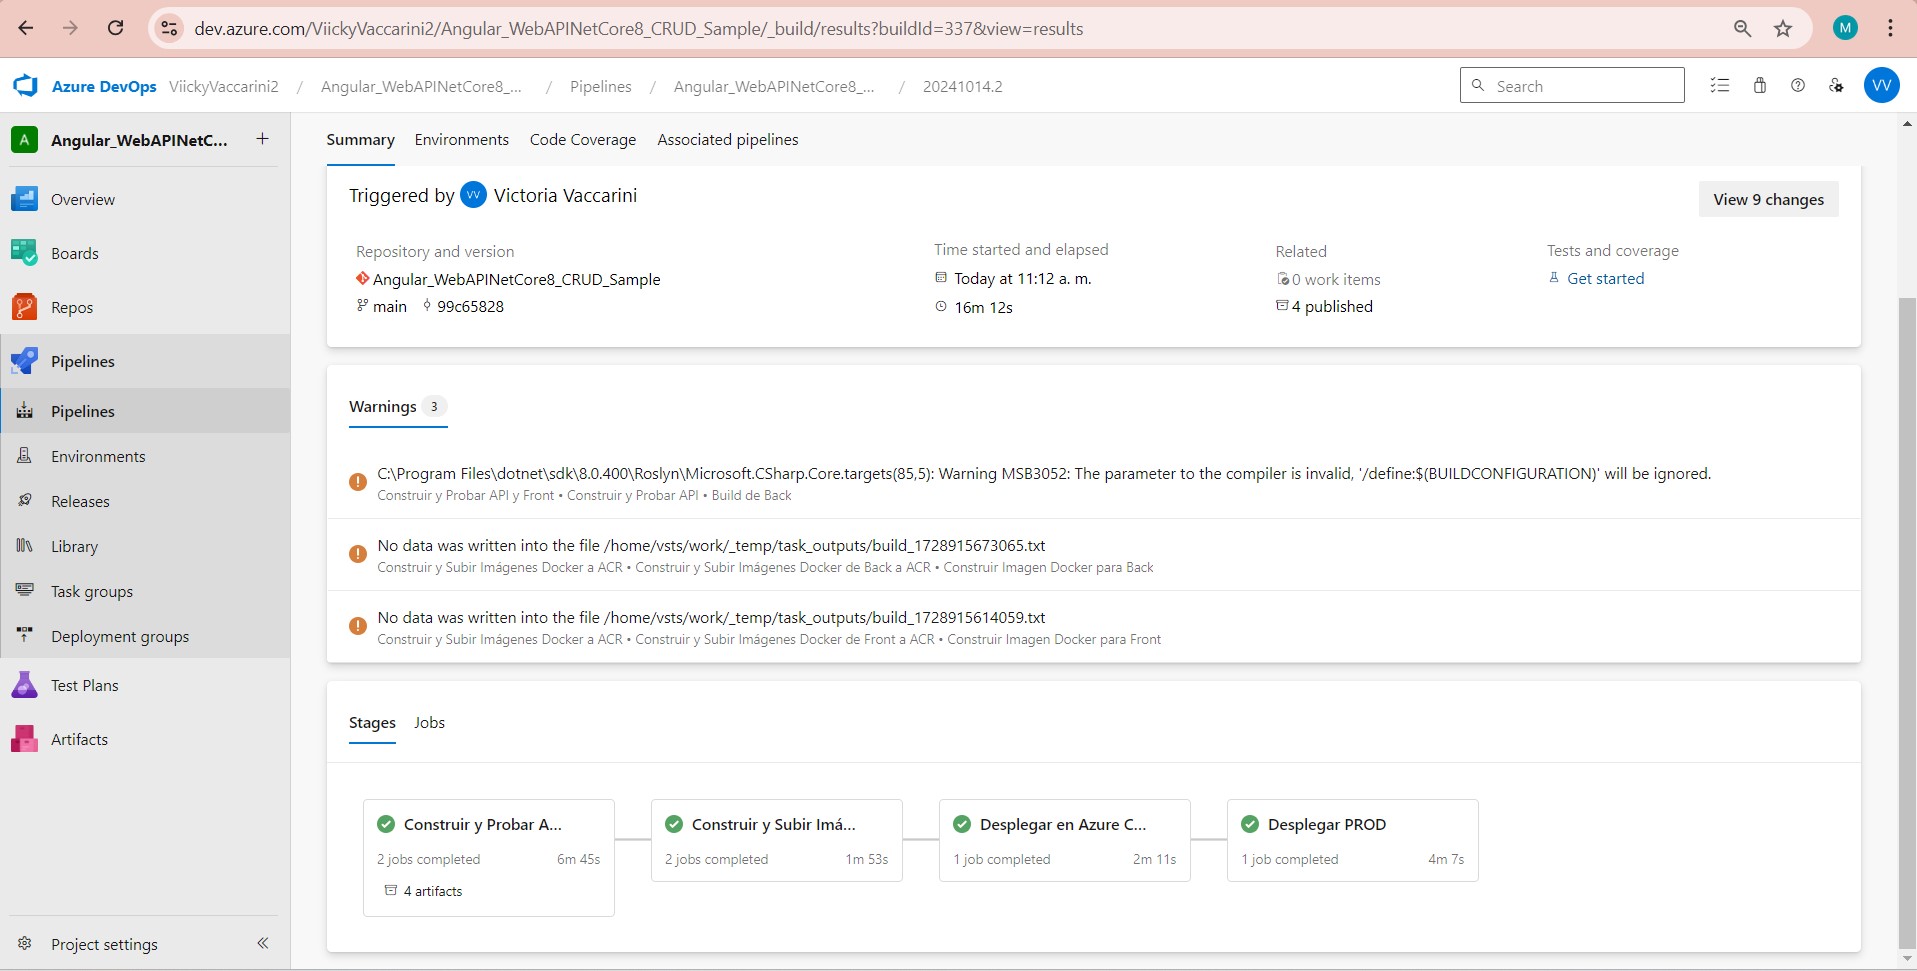 dev.azure.com/ViickyVaccarini2/Angular_WebAPINetCore8_CRUD_Sample/_build/results?buildId=337&view=results
M
Azure DevOps ViickyVaccarini2 / Angular_WebAPINetCore8_... / Pipelines / Angular_WebAPINetCore8_... / 20241014.2
Search
VV
A Angular_WebAPINetC... +
Overview
Boards
Repos
Pipelines
Pipelines
Environments
Releases
Library
Task groups
Deployment groups
Test Plans
Artifacts
Project settings
Summary Environments Code Coverage Associated pipelines
Triggered by VV Victoria Vaccarini
View 9 changes
Repository and version
Angular_WebAPINetCore8_CRUD_Sample
main 99c65828
Time started and elapsed
Today at 11:12 a. m.
16m 12s
Related
0 work items
4 published
Tests and coverage
Get started
Warnings 3
C:\Program Files\dotnet\sdk\8.0.400\Roslyn\Microsoft.CSharp.Core.targets(85,5): Warning MSB3052: The parameter to the compiler is invalid, '/define:$(BUILDCONFIGURATION)' will be ignored.
Construir y Probar API y Front • Construir y Probar API • Build de Back
No data was written into the file /home/vsts/work/_temp/task_outputs/build_1728915673065.txt
Construir y Subir Imágenes Docker a ACR • Construir y Subir Imágenes Docker de Back a ACR • Construir Imagen Docker para Back
No data was written into the file /home/vsts/work/_temp/task_outputs/build_1728915614059.txt
Construir y Subir Imágenes Docker a ACR • Construir y Subir Imágenes Docker de Front a ACR • Construir Imagen Docker para Front
Stages Jobs
Construir y Probar A...
2 jobs completed 6m 45s
4 artifacts
Construir y Subir Imá...
2 jobs completed 1m 53s
Desplegar en Azure C...
1 job completed 2m 11s
Desplegar PROD
1 job completed 4m 7s